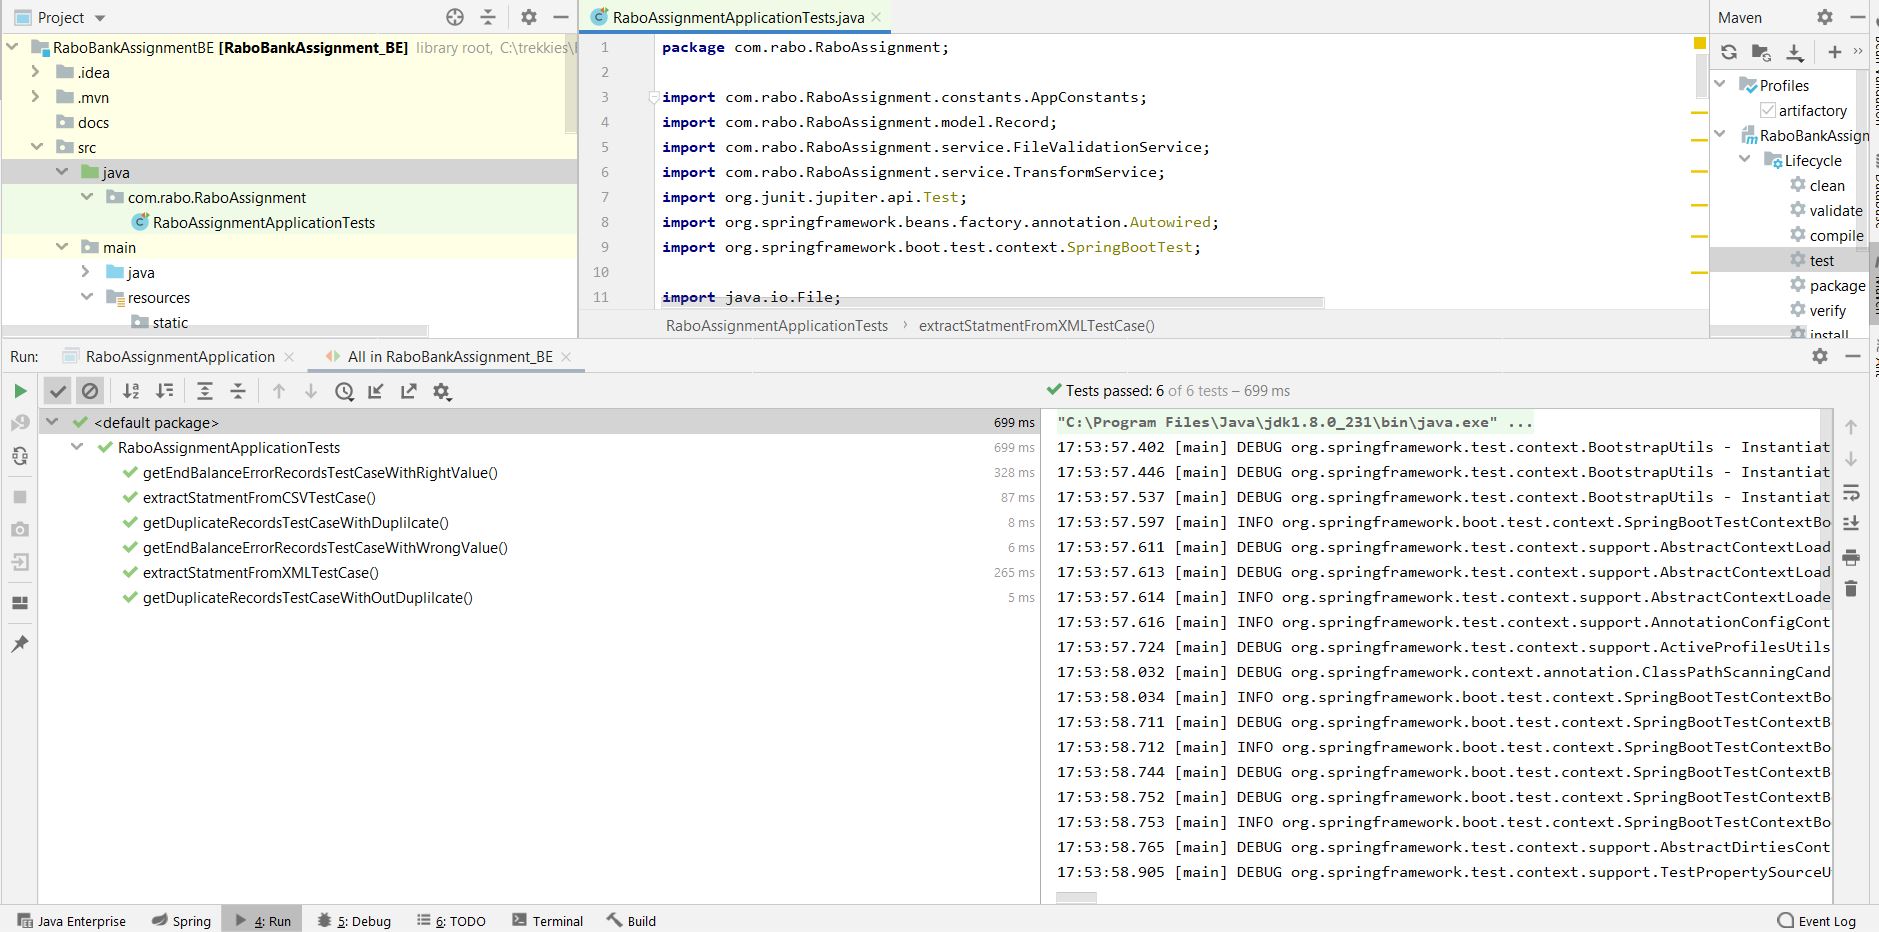 Project
RaboBankAssignmentBE [RaboBankAssignment_BE] library root, C:\trekkies\
.idea
.mvn
docs
src
java
com.rabo.RaboAssignment
RaboAssignmentApplicationTests
main
java
resources
static
RaboAssignmentApplicationTests.java
1 package com.rabo.RaboAssignment;
2
3 import com.rabo.RaboAssignment.constants.AppConstants;
4 import com.rabo.RaboAssignment.model.Record;
5 import com.rabo.RaboAssignment.service.FileValidationService;
6 import com.rabo.RaboAssignment.service.TransformService;
7 import org.junit.jupiter.api.Test;
8 import org.springframework.beans.factory.annotation.Autowired;
9 import org.springframework.boot.test.context.SpringBootTest;
10
11 import java.io.File;
RaboAssignmentApplicationTests › extractStatmentFromXMLTestCase()
Maven
Profiles
artifactory
RaboBankAssign
Lifecycle
clean
validate
compile
test
package
verify
install
Run: RaboAssignmentApplication All in RaboBankAssignment_BE
Tests passed: 6 of 6 tests – 699 ms
<default package> 699 ms
RaboAssignmentApplicationTests 699 ms
getEndBalanceErrorRecordsTestCaseWithRightValue() 328 ms
extractStatmentFromCSVTestCase() 87 ms
getDuplicateRecordsTestCaseWithDuplilcate() 8 ms
getEndBalanceErrorRecordsTestCaseWithWrongValue() 6 ms
extractStatmentFromXMLTestCase() 265 ms
getDuplicateRecordsTestCaseWithOutDuplilcate() 5 ms
"C:\Program Files\Java\jdk1.8.0_231\bin\java.exe" ...
17:53:57.402 [main] DEBUG org.springframework.test.context.BootstrapUtils - Instantiat
17:53:57.446 [main] DEBUG org.springframework.test.context.BootstrapUtils - Instantiat
17:53:57.537 [main] DEBUG org.springframework.test.context.BootstrapUtils - Instantiat
17:53:57.597 [main] INFO org.springframework.boot.test.context.SpringBootTestContextBo
17:53:57.611 [main] DEBUG org.springframework.test.context.support.AbstractContextLoad
17:53:57.613 [main] DEBUG org.springframework.test.context.support.AbstractContextLoad
17:53:57.614 [main] INFO org.springframework.test.context.support.AbstractContextLoade
17:53:57.616 [main] INFO org.springframework.test.context.support.AnnotationConfigCont
17:53:57.724 [main] DEBUG org.springframework.test.context.support.ActiveProfilesUtils
17:53:58.032 [main] DEBUG org.springframework.context.annotation.ClassPathScanningCand
17:53:58.034 [main] INFO org.springframework.boot.test.context.SpringBootTestContextBo
17:53:58.711 [main] DEBUG org.springframework.boot.test.context.SpringBootTestContextB
17:53:58.712 [main] INFO org.springframework.boot.test.context.SpringBootTestContextBo
17:53:58.744 [main] DEBUG org.springframework.boot.test.context.SpringBootTestContextB
17:53:58.752 [main] DEBUG org.springframework.boot.test.context.SpringBootTestContextB
17:53:58.753 [main] INFO org.springframework.boot.test.context.SpringBootTestContextBo
17:53:58.765 [main] DEBUG org.springframework.test.context.support.AbstractDirtiesCont
17:53:58.905 [main] DEBUG org.springframework.test.context.support.TestPropertySourceU
Java Enterprise Spring 4: Run 5: Debug 6: TODO Terminal Build Event Log